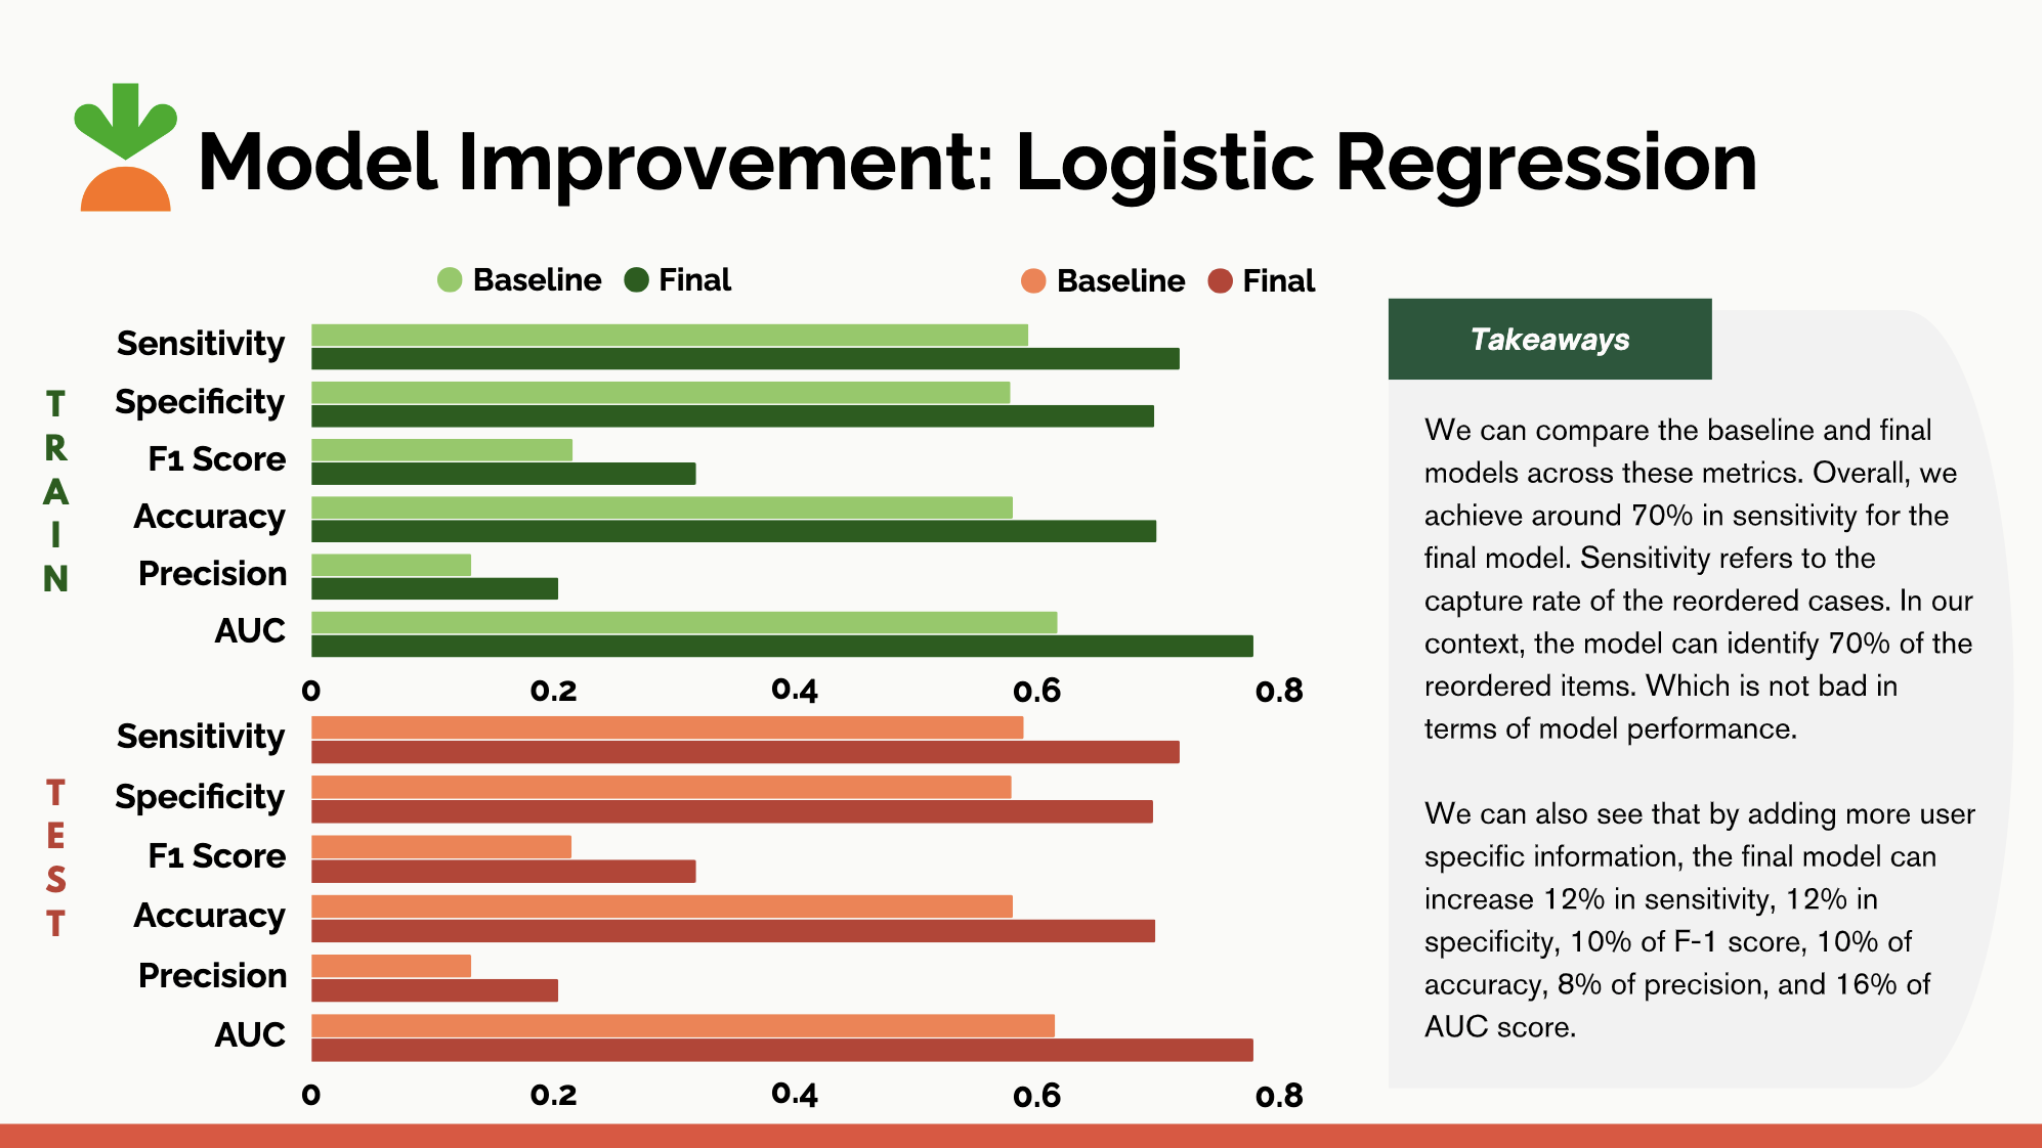 Model Improvement: Logistic Regression
Baseline Final
Baseline Final
TRAIN
Sensitivity
Specificity
F1 Score
Accuracy
Precision
AUC
0 0.2 0.4 0.6 0.8
TEST
Sensitivity
Specificity
F1 Score
Accuracy
Precision
AUC
0 0.2 0.4 0.6 0.8
Takeaways
We can compare the baseline and final
models across these metrics. Overall, we
achieve around 70% in sensitivity for the
final model. Sensitivity refers to the
capture rate of the reordered cases. In our
context, the model can identify 70% of the
reordered items. Which is not bad in
terms of model performance.
We can also see that by adding more user
specific information, the final model can
increase 12% in sensitivity, 12% in
specificity, 10% of F-1 score, 10% of
accuracy, 8% of precision, and 16% of
AUC score.